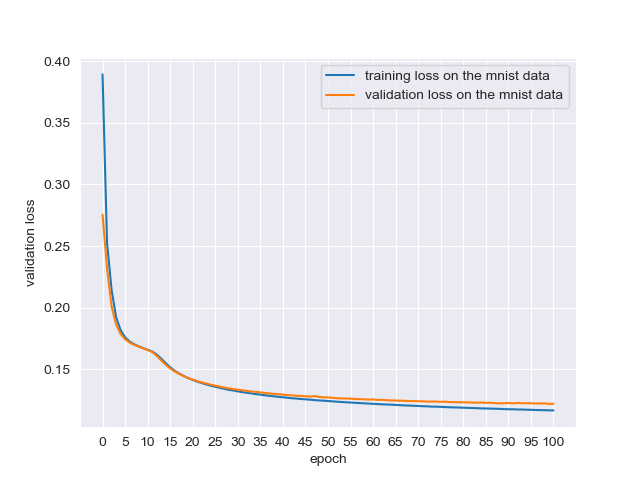 training loss on the mnist data
validation loss on the mnist data
validation loss
0.40
0.35
0.30
0.25
0.20
0.15
0 5 10 15 20 25 30 35 40 45 50 55 60 65 70 75 80 85 90 95 100
epoch